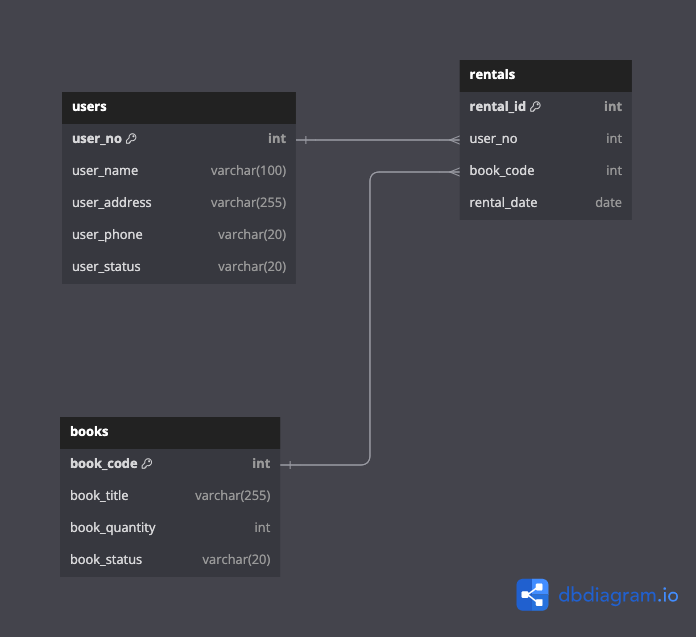 users
user_no int
user_name varchar(100)
user_address varchar(255)
user_phone varchar(20)
user_status varchar(20)
rentals
rental_id int
user_no int
book_code int
rental_date date
books
book_code int
book_title varchar(255)
book_quantity int
book_status varchar(20)
dbdiagram.io